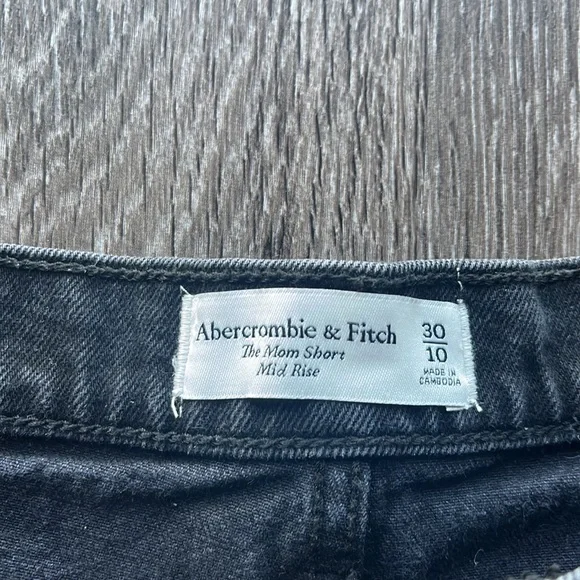 Abercrombie & Fitch
The Mom Short
Mid Rise
30
10
MADE IN
CAMBODIA